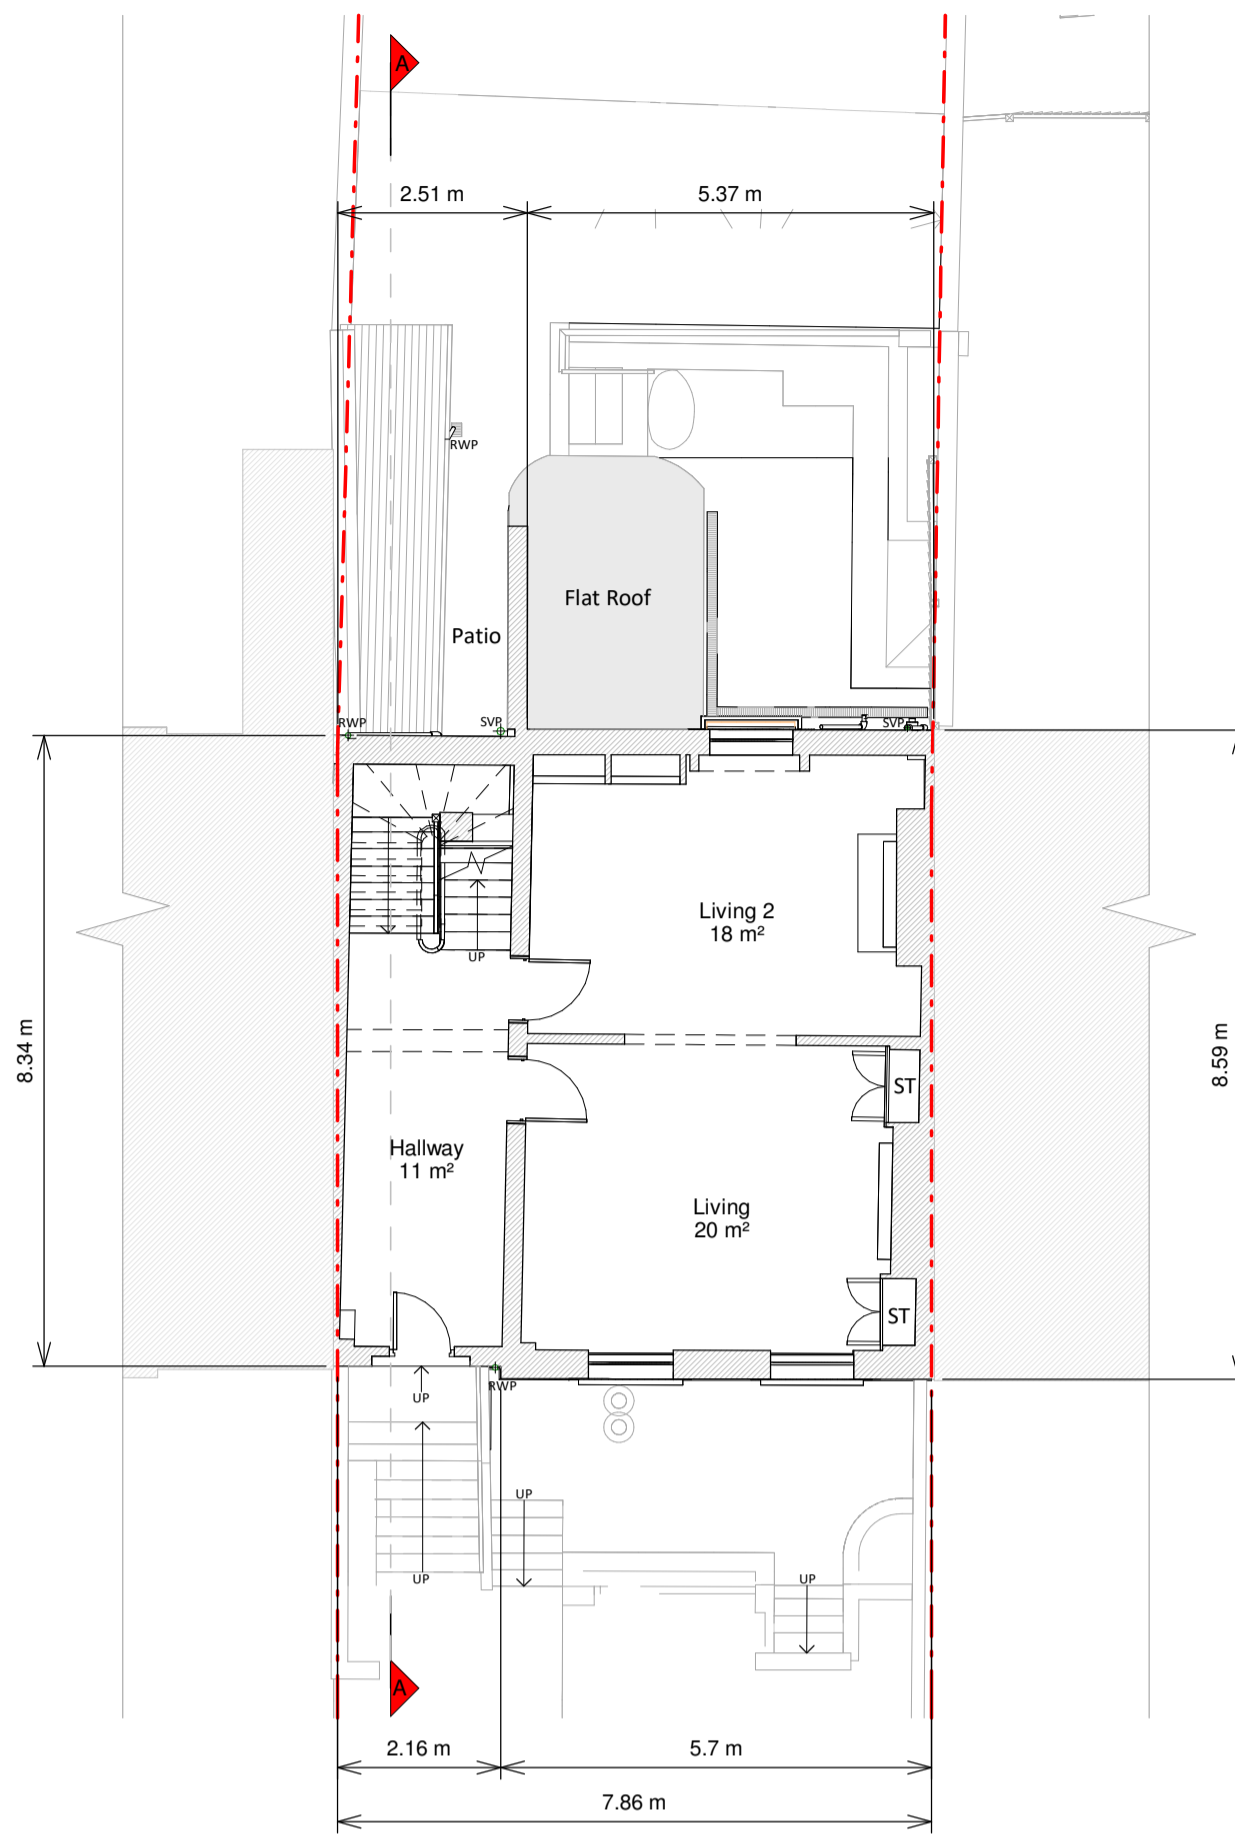 A
2.51 m
5.37 m
RWP
Flat Roof
Patio
RWP
SVP
SVP
Living 2
18 m²
UP
8.34 m
8.59 m
ST
Hallway
11 m²
Living
20 m²
ST
UP
RWP
UP
UP
UP
A
2.16 m
5.7 m
7.86 m